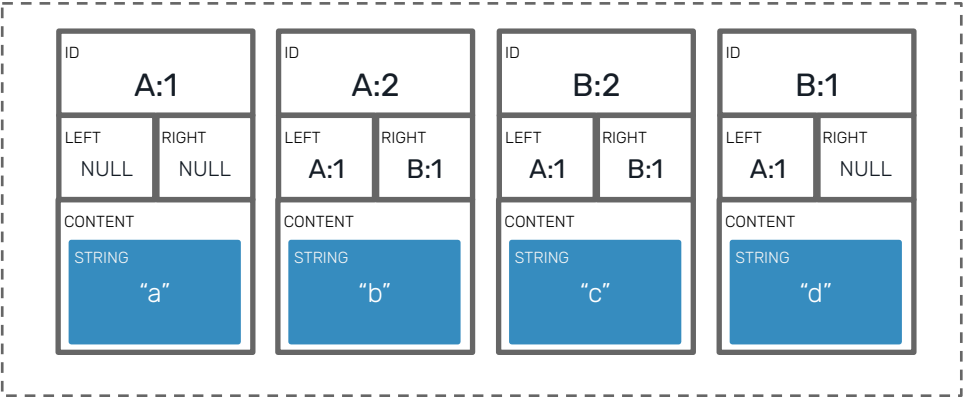 ID ID ID ID
A:1 A:2 B:2 B:1
LEFT RIGHT LEFT RIGHT LEFT RIGHT LEFT RIGHT
NULL NULL A:1 B:1 A:1 B:1 A:1 NULL
CONTENT CONTENT CONTENT CONTENT
STRING STRING STRING STRING
“a” “b” “c” “d”